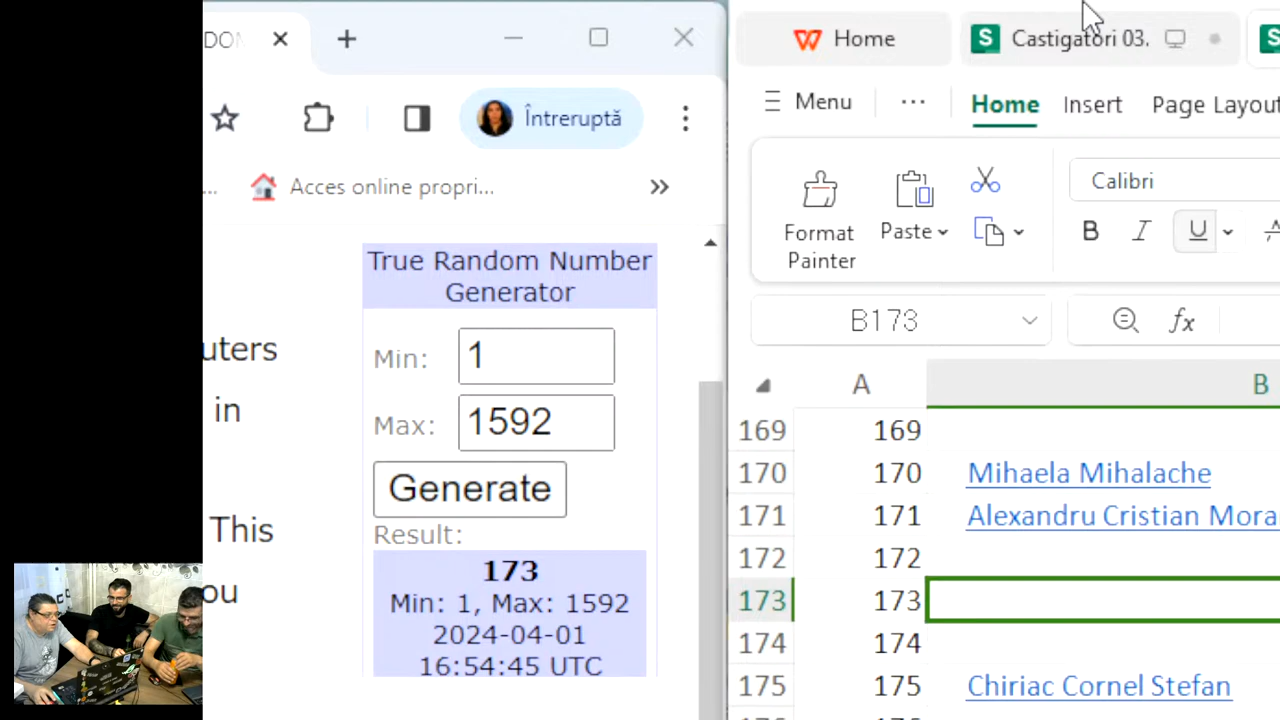 DOM
Întreruptă
... Acces online propri...
True Random Number
Generator
Min: 1
uters
in
Max: 1592
Generate
This
Result:
173
ou
Min: 1, Max: 1592
2024-04-01
16:54:45 UTC
Home
Castigatori 03.
S
Menu
...
Home
Insert
Page Layout
Calibri
Format
Painter
Paste
B
I
U
A
B173
fx
A
B
169 169
170 170 Mihaela Mihalache
171 171 Alexandru Cristian Mora
172 172
173 173
174 174
175 175 Chiriac Cornel Stefan